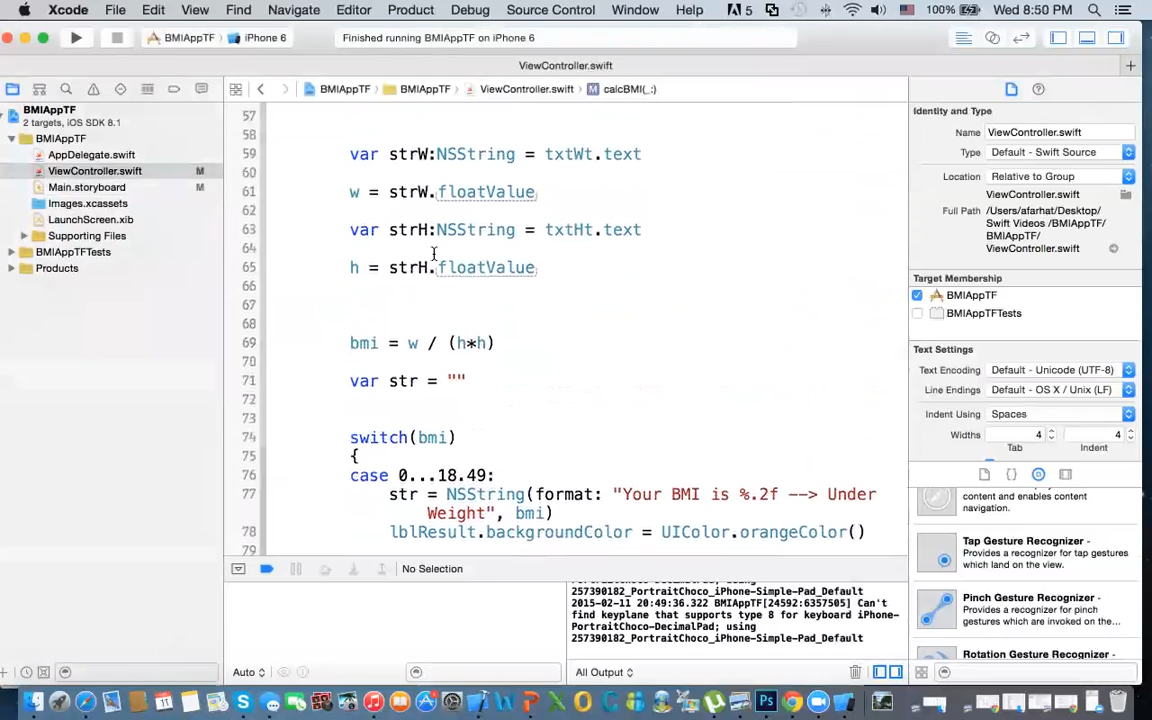 Xcode File Edit View Find Navigate Editor Product Debug Source Control Window Help 5 100% Wed 8:50 PM
BMIAppTF iPhone 6 Finished running BMIAppTF on iPhone 6
ViewController.swift
BMIAppTF BMIAppTF ViewController.swift M calcBMI(_:)
BMIAppTF
2 targets, iOS SDK 8.1
BMIAppTF
AppDelegate.swift
ViewController.swift M
Main.storyboard M
Images.xcassets
LaunchScreen.xib
Supporting Files
BMIAppTFTests
Products
57
58
59 var strW:NSString = txtWt.text
60
61 w = strW.floatValue
62
63 var strH:NSString = txtHt.text
64
65 h = strH.floatValue
66
67
68
69 bmi = w / (h*h)
70
71 var str = ""
72
73
74 switch(bmi)
75 {
76 case 0...18.49:
77 str = NSString(format: "Your BMI is %.2f --> Under
Weight", bmi)
78 lblResult.backgroundColor = UIColor.orangeColor()
79
No Selection
257390182_PortraitChoco_iPhone-Simple-Pad_Default
2015-02-11 20:49:36.322 BMIAppTF[24592:6357505] Can't
find keyplane that supports type 8 for keyboard iPhone-
PortraitChoco-DecimalPad; using
257390182_PortraitChoco_iPhone-Simple-Pad_Default
Auto
All Output
Identity and Type
Name ViewController.swift
Type Default - Swift Source
Location Relative to Group
ViewController.swift
Full Path /Users/afarhat/Desktop/
Swift Videos /BMIAppTF/
BMIAppTF/
ViewController.swift
Target Membership
BMIAppTF
BMIAppTFTests
Text Settings
Text Encoding Default - Unicode (UTF-8)
Line Endings Default - OS X / Unix (LF)
Indent Using Spaces
Widths 4 4
Tab Indent
content and enables content
navigation.
Tap Gesture Recognizer -
Provides a recognizer for tap gestures
which land on the view.
Pinch Gesture Recognizer -
Provides a recognizer for pinch
gestures which are invoked on the...
Rotation Gesture Recognizer -